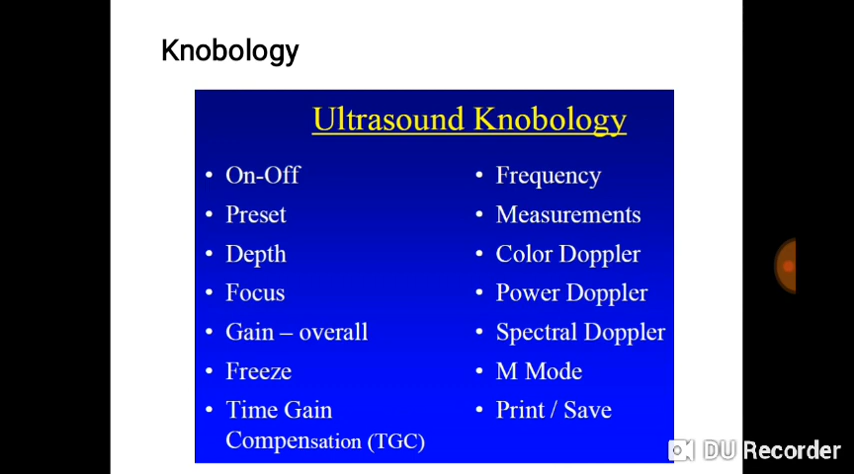 Knobology
Ultrasound Knobology
• On-Off
• Preset
• Depth
• Focus
• Gain – overall
• Freeze
• Time Gain
Compensation (TGC)
• Frequency
• Measurements
• Color Doppler
• Power Doppler
• Spectral Doppler
• M Mode
• Print / Save
DU Recorder